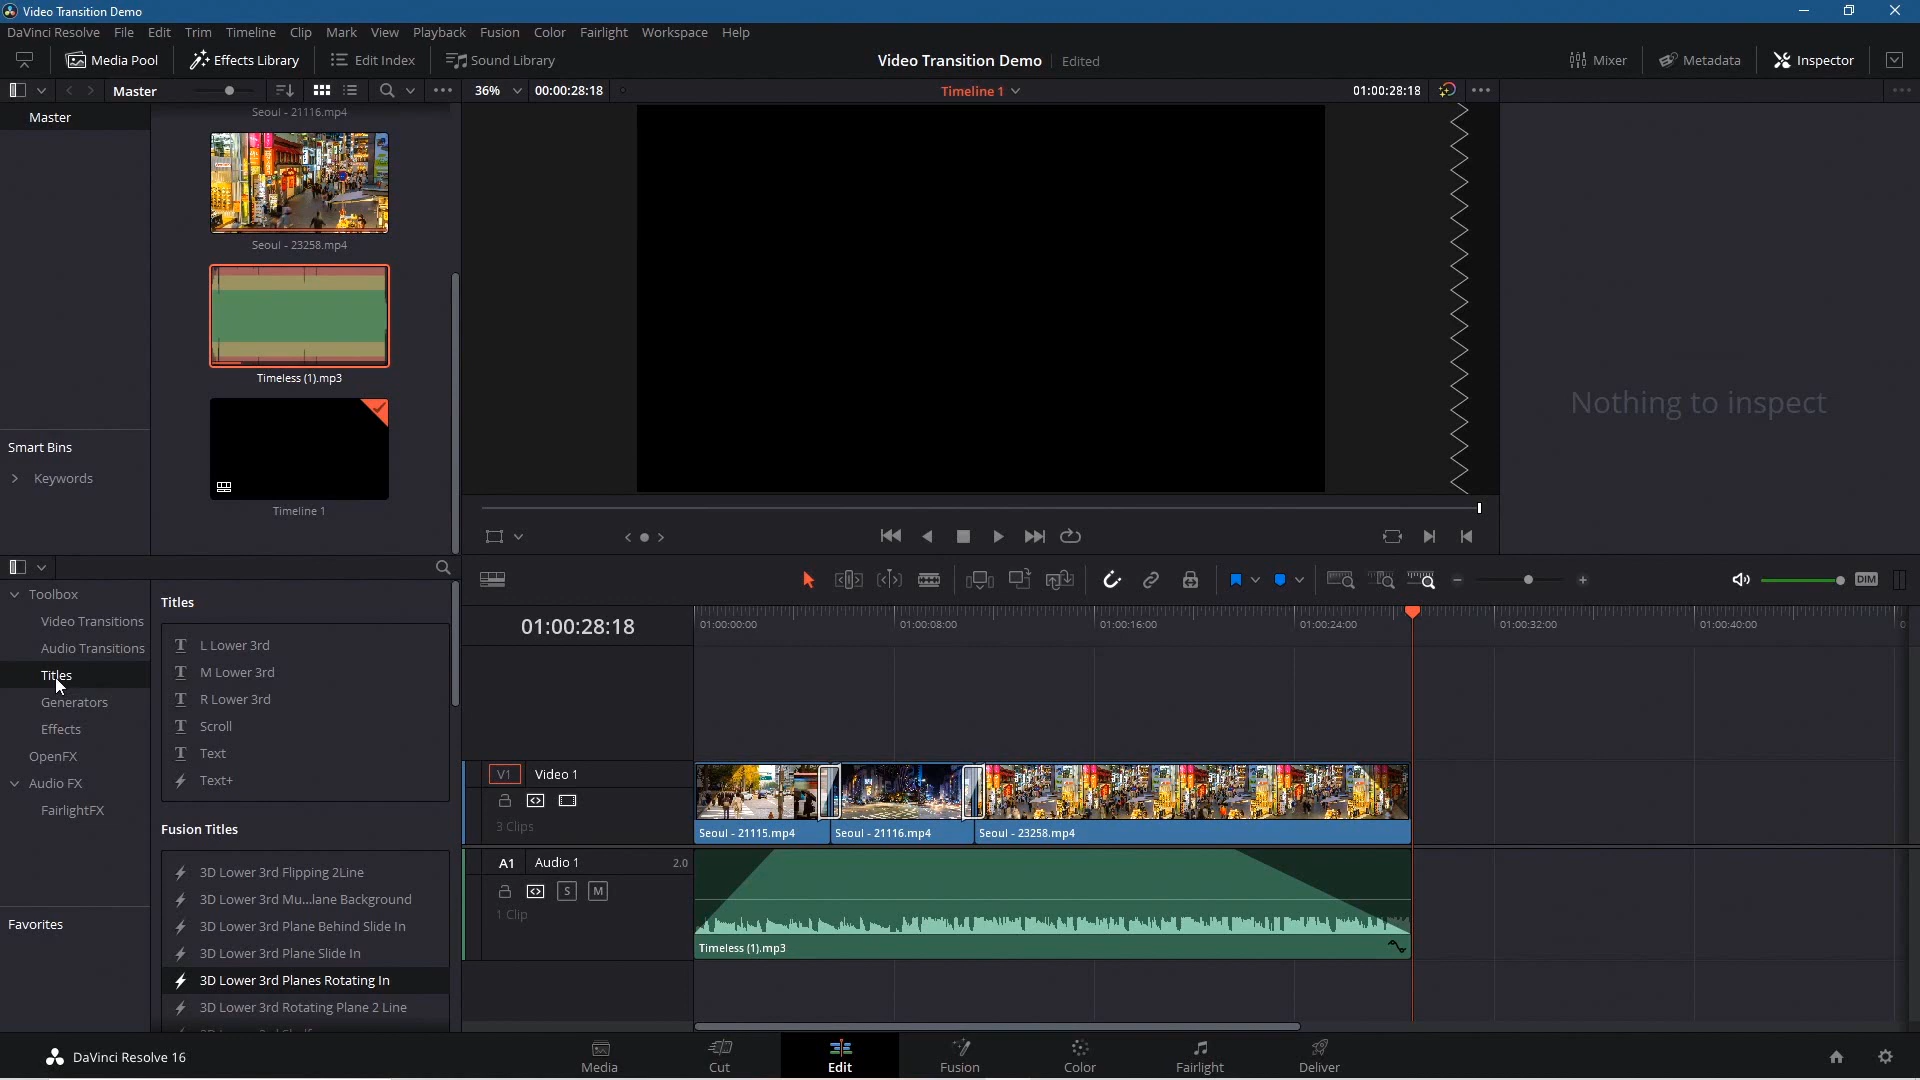 Video Transition Demo
DaVinci Resolve File Edit Trim Timeline Clip Mark View Playback Fusion Color Fairlight Workspace Help
Media Pool Effects Library Edit Index Sound Library Video Transition Demo Edited Mixer Metadata Inspector
Master 36% 00:00:28:18 Timeline 1 01:00:28:18
Master
Seoul - 21116.mp4
Seoul - 23258.mp4
Timeless (1).mp3
Nothing to inspect
Smart Bins
Keywords
Timeline 1
DIM
Toolbox
Video Transitions
Audio Transitions
Titles
Generators
Effects
OpenFX
Audio FX
FairlightFX
Favorites
Titles
L Lower 3rd
M Lower 3rd
R Lower 3rd
Scroll
Text
Text+
Fusion Titles
3D Lower 3rd Flipping 2Line
3D Lower 3rd Mu...lane Background
3D Lower 3rd Plane Behind Slide In
3D Lower 3rd Plane Slide In
3D Lower 3rd Planes Rotating In
3D Lower 3rd Rotating Plane 2 Line
01:00:28:18
01:00:00:00 01:00:08:00 01:00:16:00 01:00:24:00 01:00:32:00 01:00:40:00
V1 Video 1
3 Clips
Seoul - 21115.mp4 Seoul - 21116.mp4 Seoul - 23258.mp4
A1 Audio 1 2.0
S M
1 Clip
Timeless (1).mp3
DaVinci Resolve 16
Media Cut Edit Fusion Color Fairlight Deliver